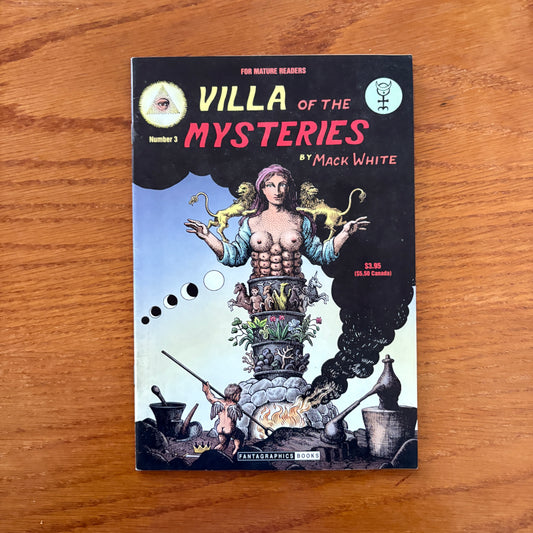 FOR MATURE READERS
VILLA OF THE
Number 3
MYSTERIES
BY MACK WHITE
$3.95
($5.50 Canada)
FANTAGRAPHICS BOOKS